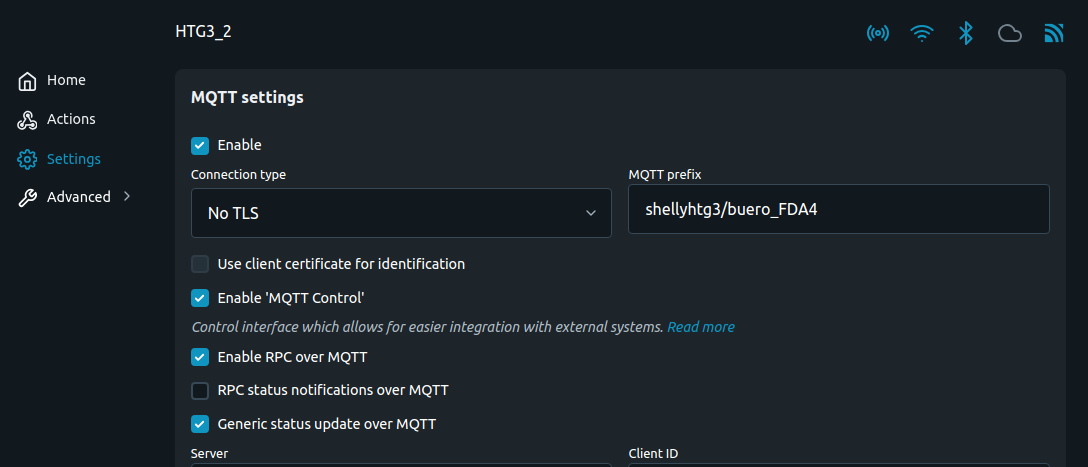 HTG3_2
Home
Actions
Settings
Advanced
MQTT settings
Enable
Connection type
No TLS
MQTT prefix
shellyhtg3/buero_FDA4
Use client certificate for identification
Enable 'MQTT Control'
Control interface which allows for easier integration with external systems. Read more
Enable RPC over MQTT
RPC status notifications over MQTT
Generic status update over MQTT
Server
Client ID